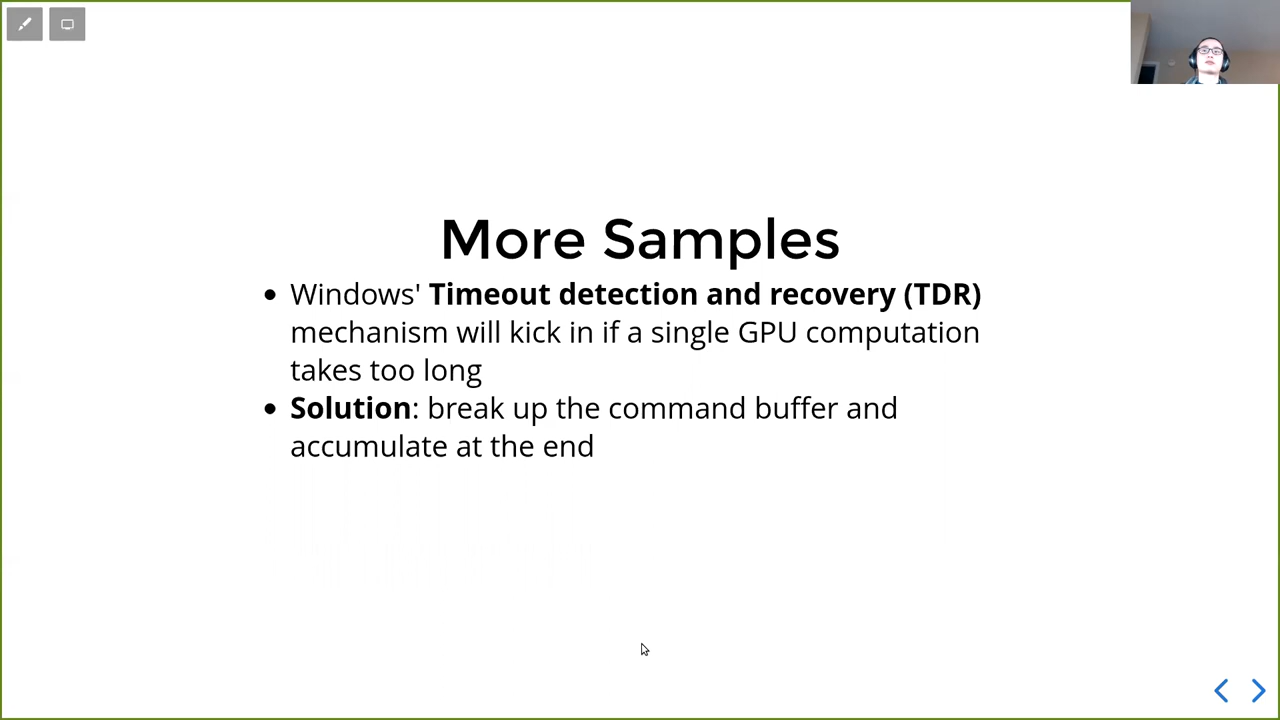 More Samples
• Windows' Timeout detection and recovery (TDR)
mechanism will kick in if a single GPU computation
takes too long
• Solution: break up the command buffer and
accumulate at the end